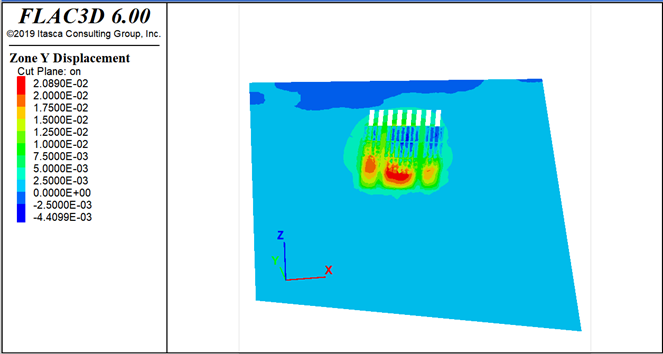 FLAC3D 6.00
©2019 Itasca Consulting Group, Inc.
Zone Y Displacement
Cut Plane: on
2.0890E-02
2.0000E-02
1.7500E-02
1.5000E-02
1.2500E-02
1.0000E-02
7.5000E-03
5.0000E-03
2.5000E-03
0.0000E+00
-2.5000E-03
-4.4099E-03
Z
Y
X